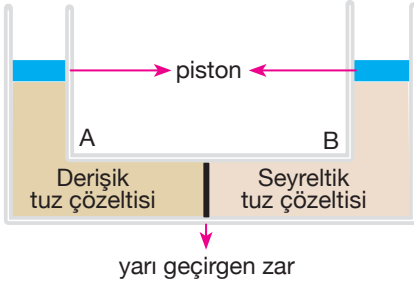 piston
A
B
Derişik
tuz çözeltisi
Seyreltik
tuz çözeltisi
yarı geçirgen zar